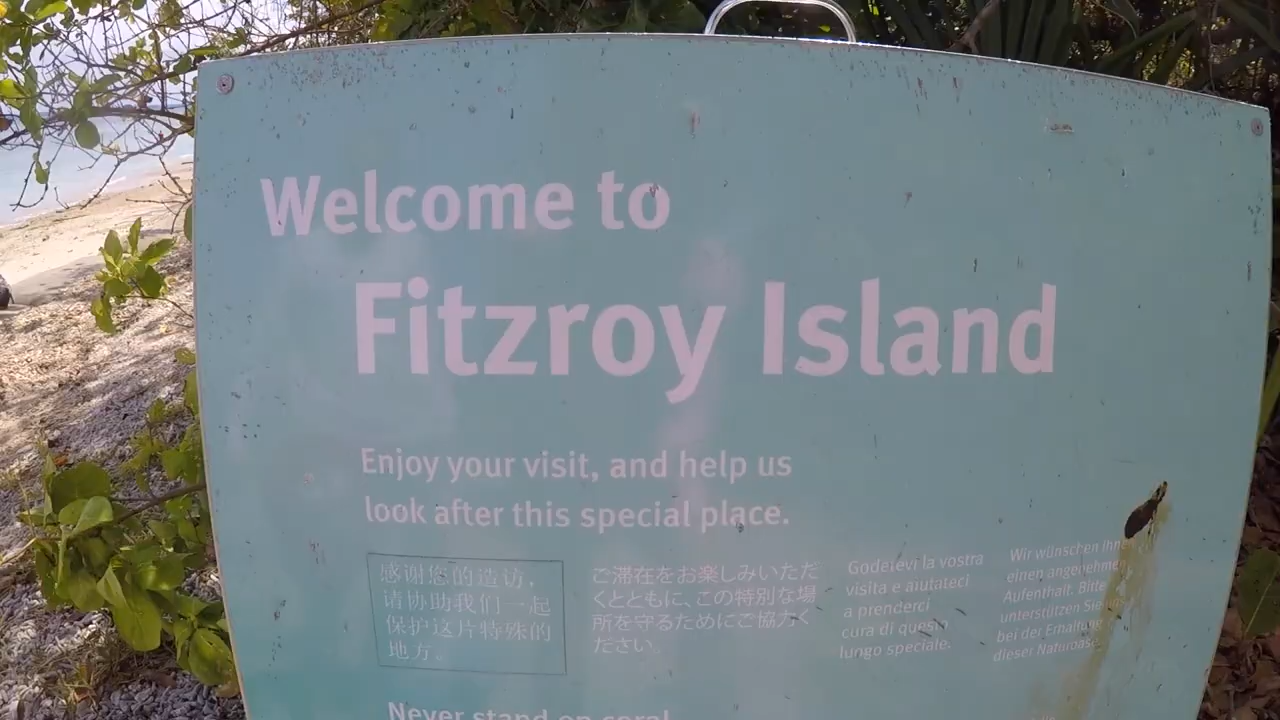 Welcome to
Fitzroy Island
Enjoy your visit, and help us
look after this special place.
感谢您的造访，
请协助我们一起
保护这片特殊的
地方。
ご滞在をお楽しみいただ
くとともに、この特別な場
所を守るためにご協力く
ださい。
Godetevi la vostra
visita e aiutateci
a prenderci
cura di questo
luogo speciale.
Wir wünschen Ihnen
einen angenehmen
Aufenthalt. Bitte
unterstützen Sie
bei der Erhaltung
dieser
Never stand on coral